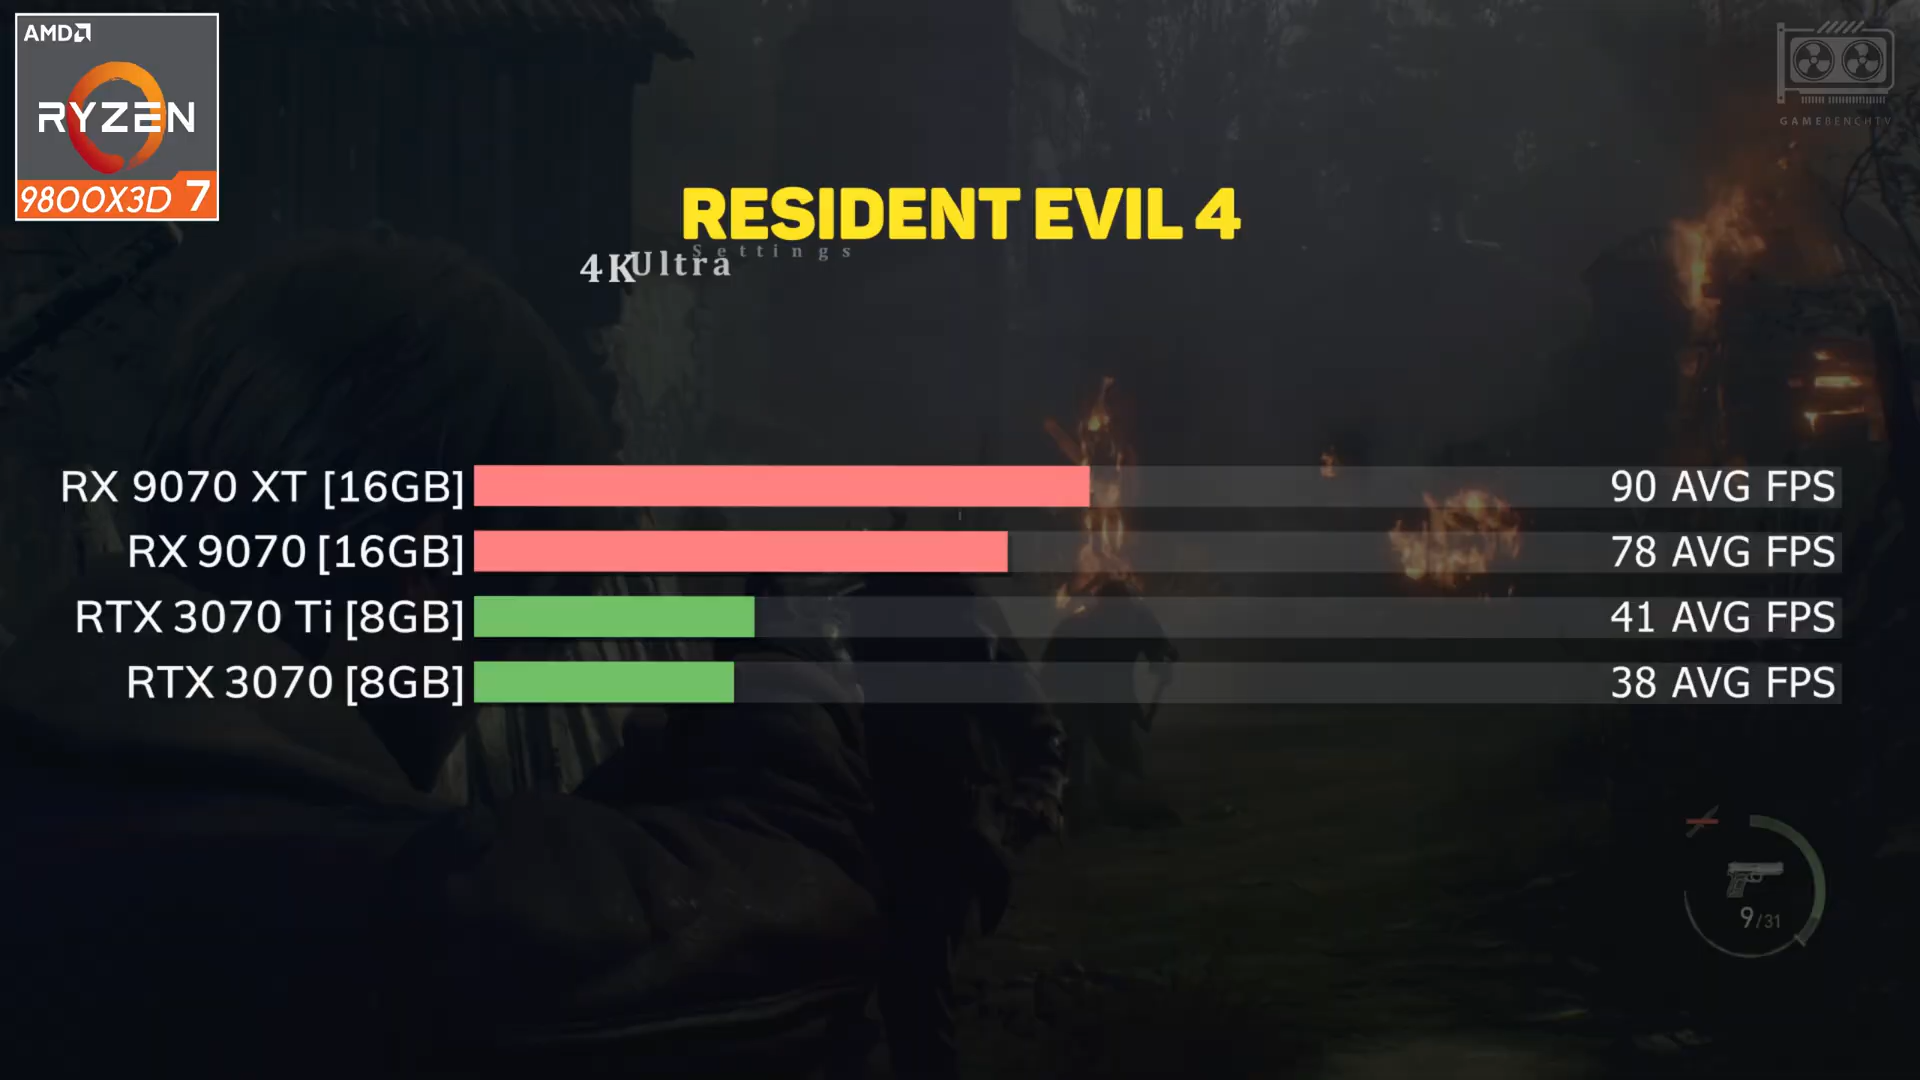 AMD
RYZEN
9800X3D 7
GAMEBENCHTV
RESIDENT EVIL 4
Settings
4K Ultra
RX 9070 XT [16GB] 90 AVG FPS
RX 9070 [16GB] 78 AVG FPS
RTX 3070 Ti [8GB] 41 AVG FPS
RTX 3070 [8GB] 38 AVG FPS
9/31